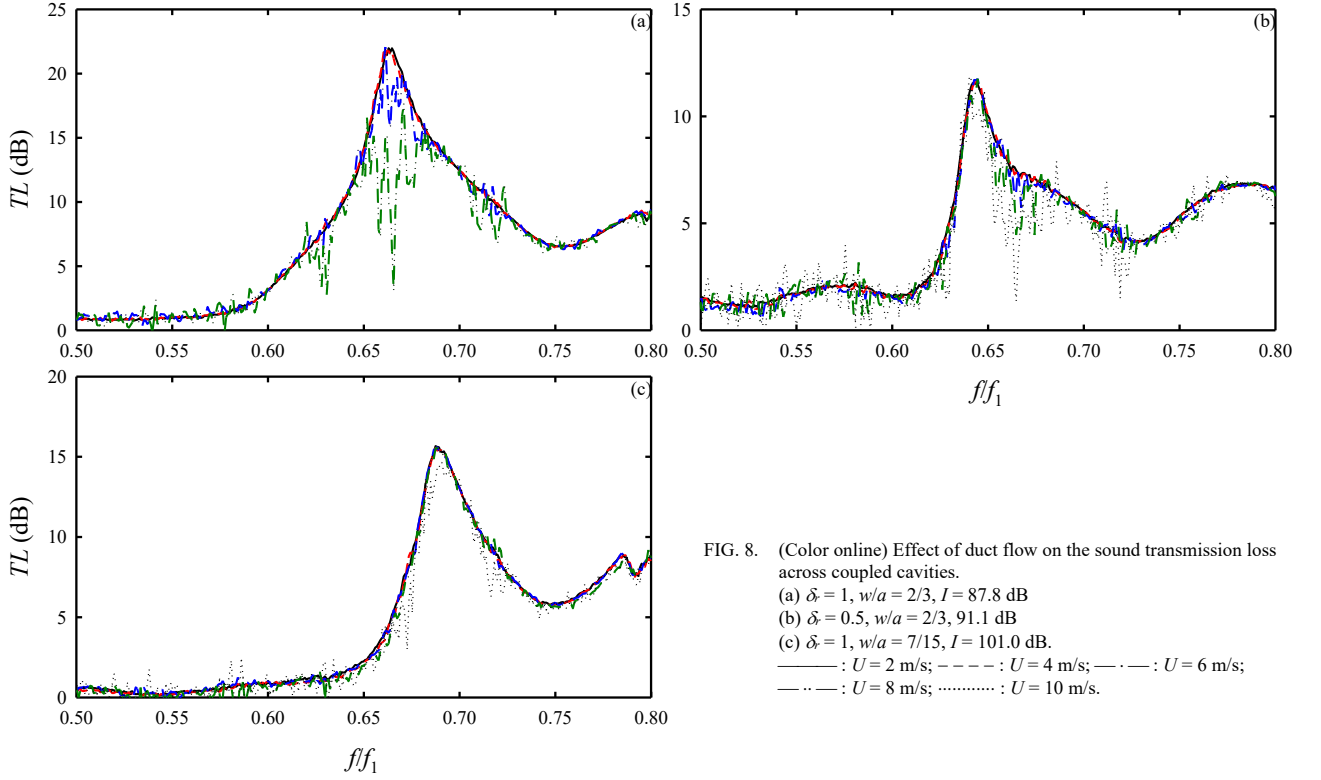 25
20
15
10
5
0
TL (dB)
(a)
0.50 0.55 0.60 0.65 0.70 0.75 0.80
15
10
5
0
(b)
0.50 0.55 0.60 0.65 0.70 0.75 0.80
f/f1
20
15
10
5
0
TL (dB)
(c)
0.50 0.55 0.60 0.65 0.70 0.75 0.80
f/f1
FIG. 8. (Color online) Effect of duct flow on the sound transmission loss
across coupled cavities.
(a) δr = 1, w/a = 2/3, I = 87.8 dB
(b) δr = 0.5, w/a = 2/3, 91.1 dB
(c) δr = 1, w/a = 7/15, I = 101.0 dB.
———— : U = 2 m/s; – – – – : U = 4 m/s; — · — : U = 6 m/s;
— ·· — : U = 8 m/s; ············ : U = 10 m/s.